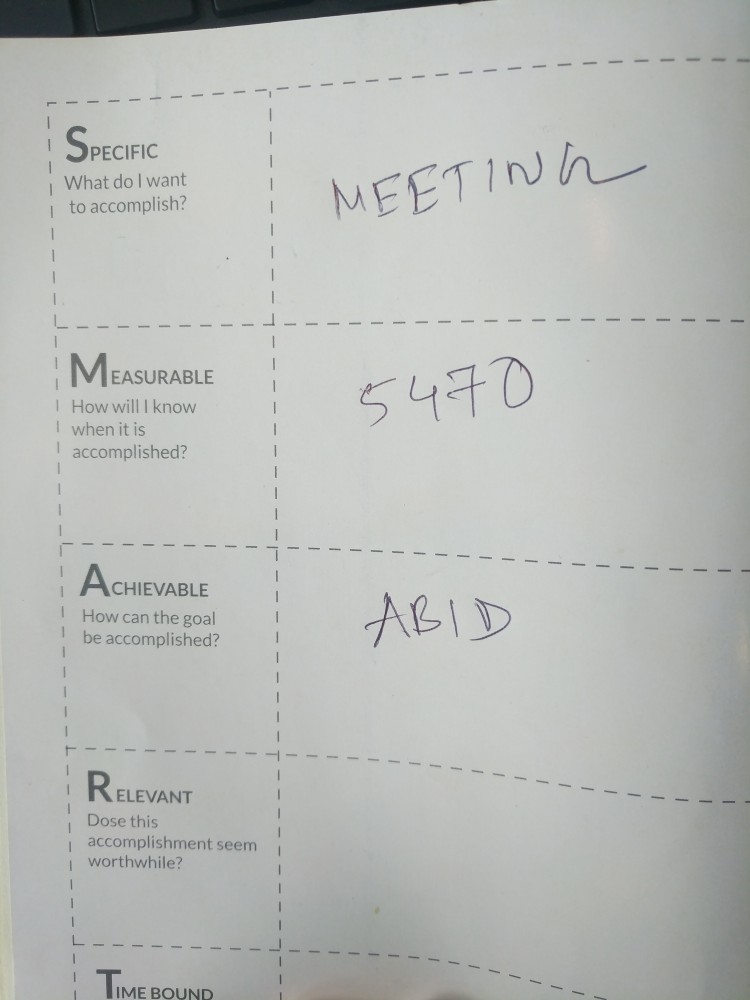 SPECIFIC
What do I want
to accomplish?
MEETING
MEASURABLE
How will I know
when it is
accomplished?
5470
ACHIEVABLE
How can the goal
be accomplished?
ABID
RELEVANT
Dose this
accomplishment seem
worthwhile?
TIME BOUND